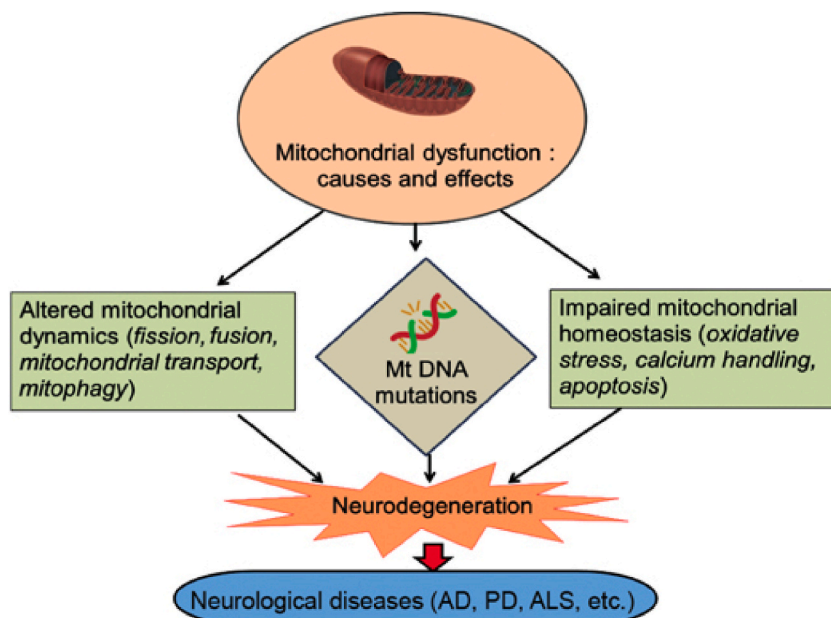 Mitochondrial dysfunction :
causes and effects
Altered mitochondrial
dynamics (fission, fusion,
mitochondrial transport,
mitophagy)
Mt DNA
mutations
Impaired mitochondrial
homeostasis (oxidative
stress, calcium handling,
apoptosis)
Neurodegeneration
Neurological diseases (AD, PD, ALS, etc.)